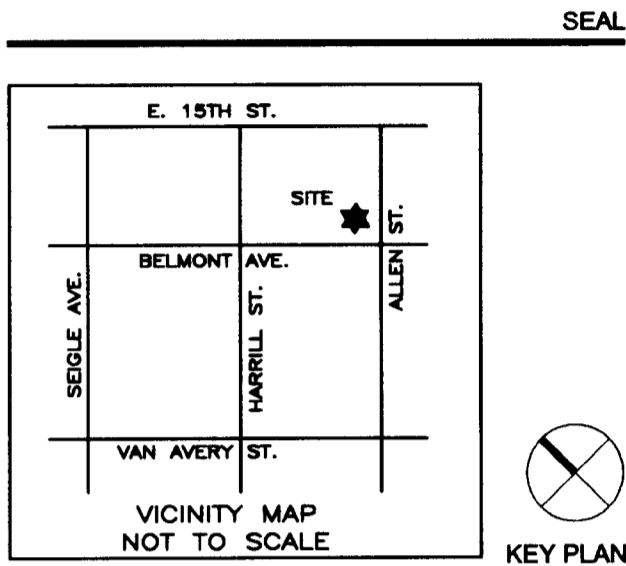 SEAL
E. 15TH ST.
SITE
BELMONT AVE.
ALLEN ST.
SEIGLE AVE.
HARRILL ST.
VAN AVERY ST.
VICINITY MAP
NOT TO SCALE
KEY PLAN